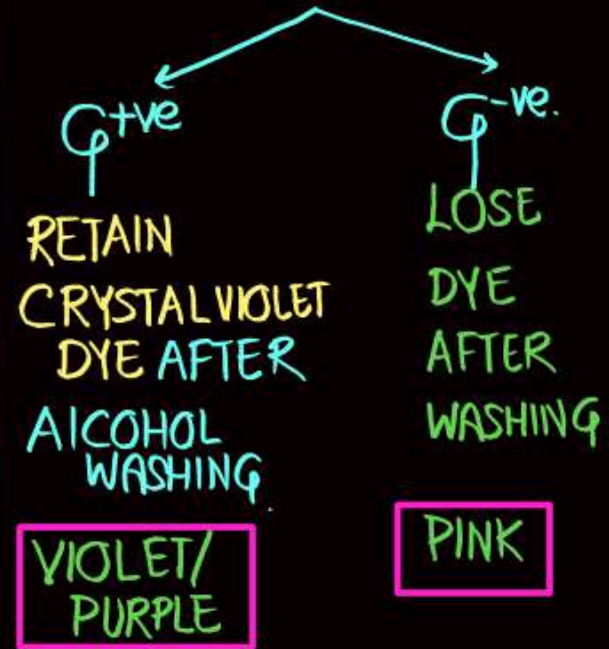 G+ve
RETAIN
CRYSTAL VIOLET
DYE AFTER
AlCOHOL
WASHING.
VIOLET/
PURPLE
G-ve.
LOSE
DYE
AFTER
WASHING
PINK